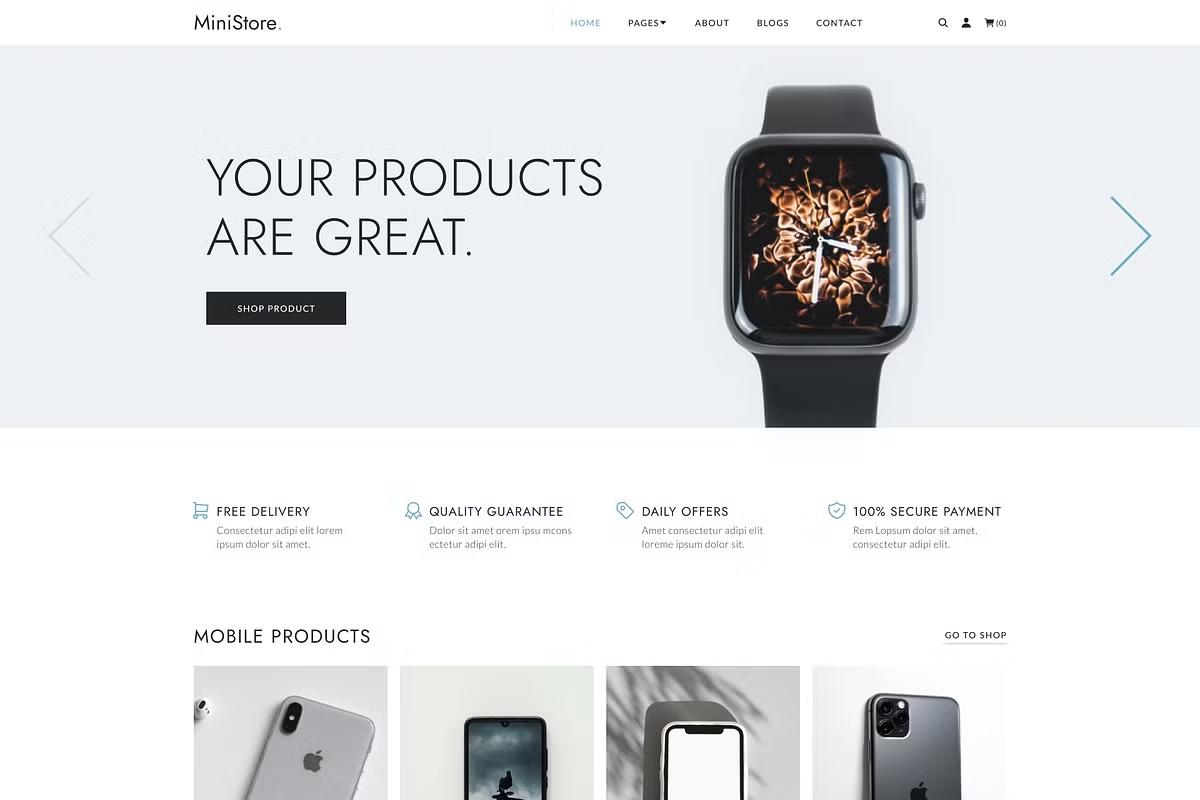 MiniStore.
HOME PAGES ABOUT BLOGS CONTACT (0)
YOUR PRODUCTS
ARE GREAT.
SHOP PRODUCT
FREE DELIVERY
Consectetur adipi elit lorem
ipsum dolor sit amet.
QUALITY GUARANTEE
Dolor sit amet orem ipsu mcons
ectetur adipi elit.
DAILY OFFERS
Amet consectetur adipi elit
loreme ipsum dolor sit.
100% SECURE PAYMENT
Rem Lopsum dolor sit amet,
consectetur adipi elit.
MOBILE PRODUCTS
GO TO SHOP